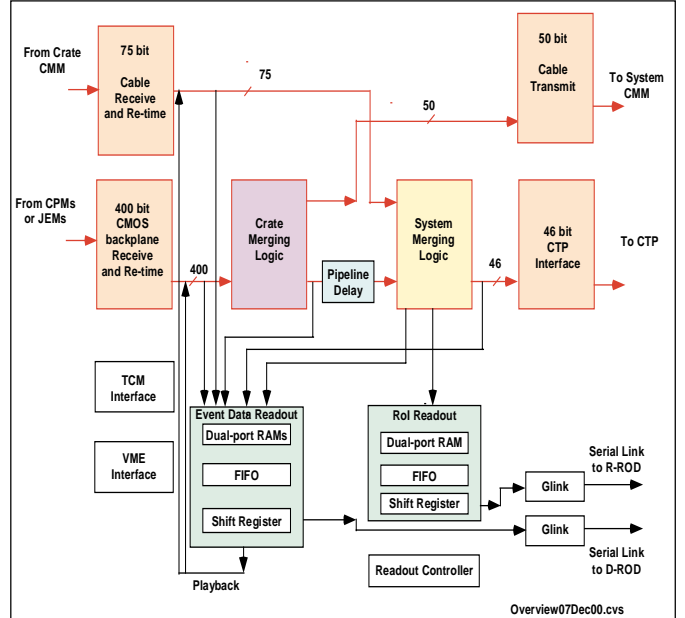 From Crate
CMM
75 bit
Cable
Receive
and Re-time
75
50
50 bit
Cable
Transmit
To System
CMM
From CPMs
or JEMs
400 bit
CMOS
backplane
Receive
and Re-time
400
Crate
Merging
Logic
Pipeline
Delay
System
Merging
Logic
46
46 bit
CTP
Interface
To CTP
TCM
Interface
VME
Interface
Event Data Readout
Dual-port RAMs
FIFO
Shift Register
Playback
RoI Readout
Dual-port RAM
FIFO
Shift Register
Glink
Serial Link
to R-ROD
Glink
Serial Link
to D-ROD
Readout Controller
Overview07Dec00.cvs